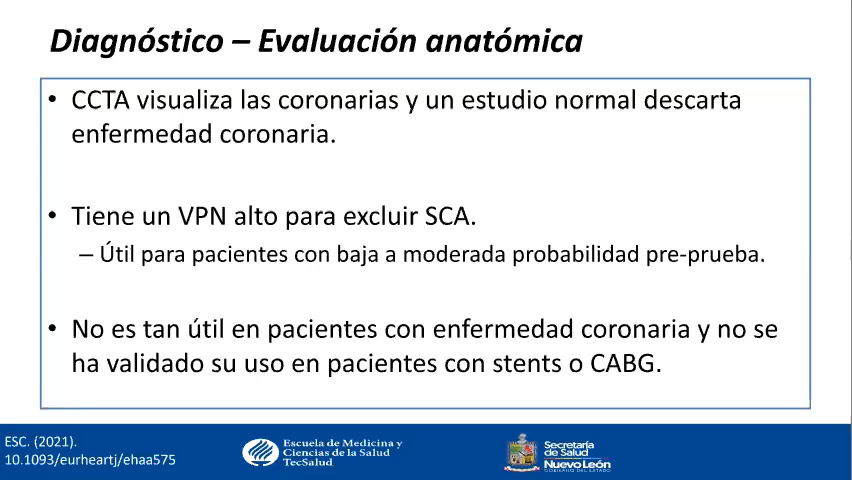 Diagnóstico – Evaluación anatómica
• CCTA visualiza las coronarias y un estudio normal descarta
enfermedad coronaria.
• Tiene un VPN alto para excluir SCA.
– Útil para pacientes con baja a moderada probabilidad pre-prueba.
• No es tan útil en pacientes con enfermedad coronaria y no se
ha validado su uso en pacientes con stents o CABG.
ESC. (2021).
10.1093/eurheartj/ehaa575
Escuela de Medicina y
Ciencias de la Salud
TecSalud
Secretaría
de Salud
Nuevo León
GOBIERNO DEL ESTADO